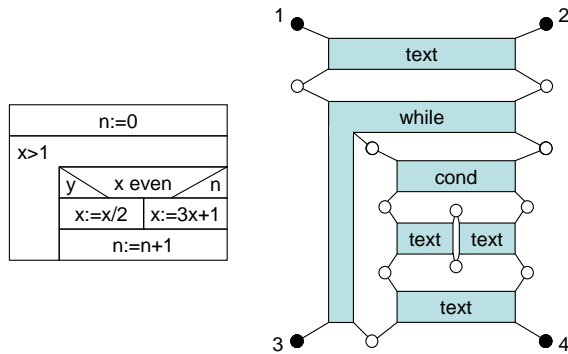 n:=0
x>1
y x even n
x:=x/2 x:=3x+1
n:=n+1
1 2
text
while
cond
text text
text
3 4